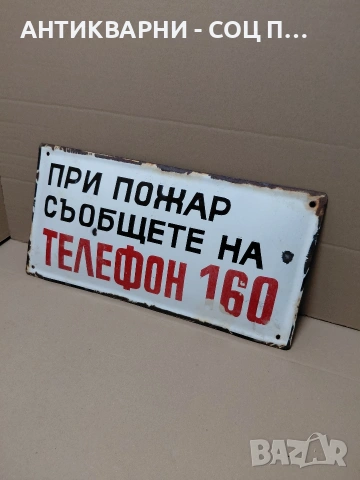 АНТИКВАРНИ - СОЦ П...
ПРИ ПОЖАР
СЪОБЩЕТЕ НА
ТЕЛЕФОН 160
BAZAR